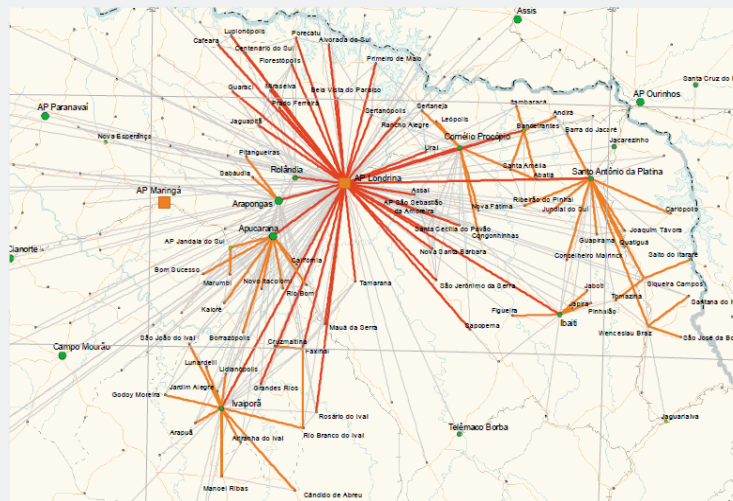 Assis
Lupionópolis
Porecatu
Cafeara
Centenário do Sul
Alvorada do Sul
Florestópolis
Primeiro de Maio
Guaraci
Miraselva
Bela Vista do Paraíso
Santa Cruz do
AP Ourinhos
Prado Ferreira
AP Paranavaí
Sertanópolis
Sertaneja
Itambaracá
Andirá
Jaguapitã
Rancho Alegre
Leópolis
Bandeirantes
Barra do Jacaré
Nova Esperança
Cornélio Procópio
Jacarezinho
Pitangueiras
Uraí
Santa Amélia
Sabáudia
Rolândia
AP Londrina
Abatiá
Santo Antônio da Platina
AP Maringá
Assaí
Arapongas
AP São Sebastião
da Amoreira
Nova Fátima
Ribeirão do Pinhal
Jundiaí do Sul
Carlópolis
Apucarana
Santa Cecília do Pavão
Congonhinhas
Joaquim Távora
AP Jandaia do Sul
Nova Santa Bárbara
Guapirama
Quatiguá
Cianorte
Califórnia
Conselheiro Mairinck
Salto do Itararé
Bom Sucesso
Marumbi
Novo Itacolomi
Tamarana
São Jerônimo da Serra
Jaboti
Siqueira Campos
Rio Bom
Tomazina
Kaloré
Figueira
Japira
Pinhalão
Santana do
Mauá da Serra
Sapopema
Ibaiti
São João do Ivaí
Borrazópolis
Wenceslau Braz
Cruzmaltina
São José da Bo
Campo Mourão
Faxinal
Lunardelli
Lidianópolis
Jardim Alegre
Grandes Rios
Godoy Moreira
Ivaiporã
Rosário do Ivaí
Jaguariaíva
Arapuã
Ariranha do Ivaí
Rio Branco do Ivaí
Telêmaco Borba
Manoel Ribas
Cândido de Abreu